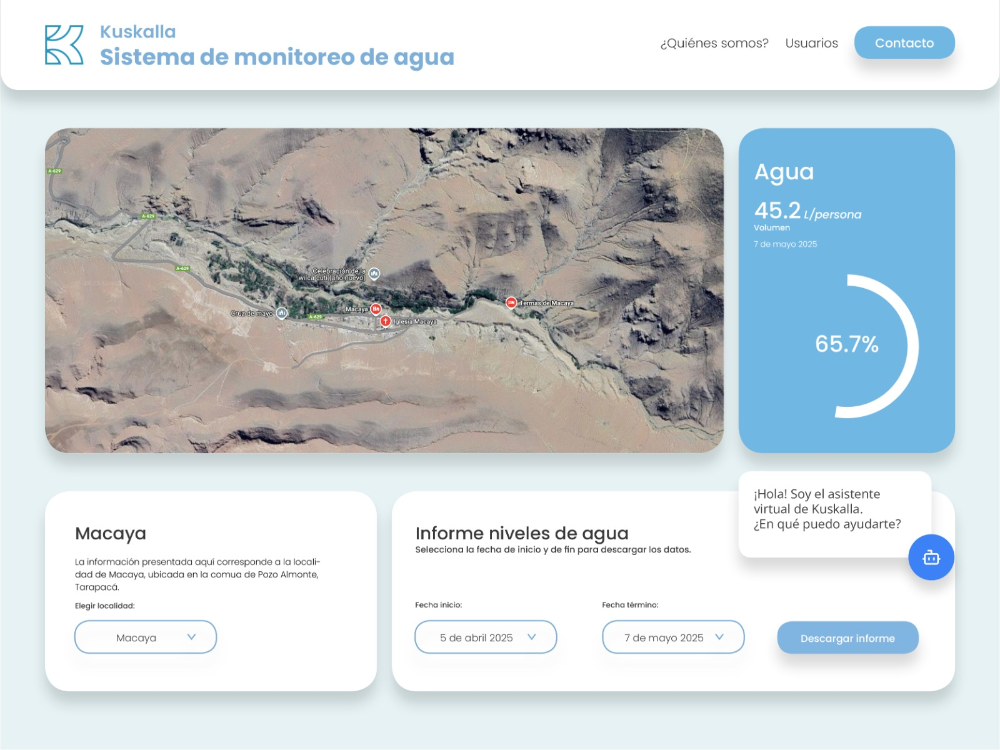 Kuskalla
Sistema de monitoreo de agua
¿Quiénes somos?
Usuarios
Contacto
A-629
A-629
A-629
Celebración de la
wilca cuti (año nuevo)
Cruz de mayo
A-629
Macaya
Iglesia Macaya
Termas de Macaya
Agua
45.2 L/persona
Volumen
7 de mayo 2025
65.7%
Macaya
La información presentada aquí corresponde a la locali-
dad de Macaya, ubicada en la comua de Pozo Almonte,
Tarapacá.
Elegir localidad:
Macaya
Informe niveles de agua
Selecciona la fecha de inicio y de fin para descargar los datos.
Fecha inicio:
5 de abril 2025
Fecha término:
7 de mayo 2025
Descargar informe
¡Hola! Soy el asistente
virtual de Kuskalla.
¿En qué puedo ayudarte?